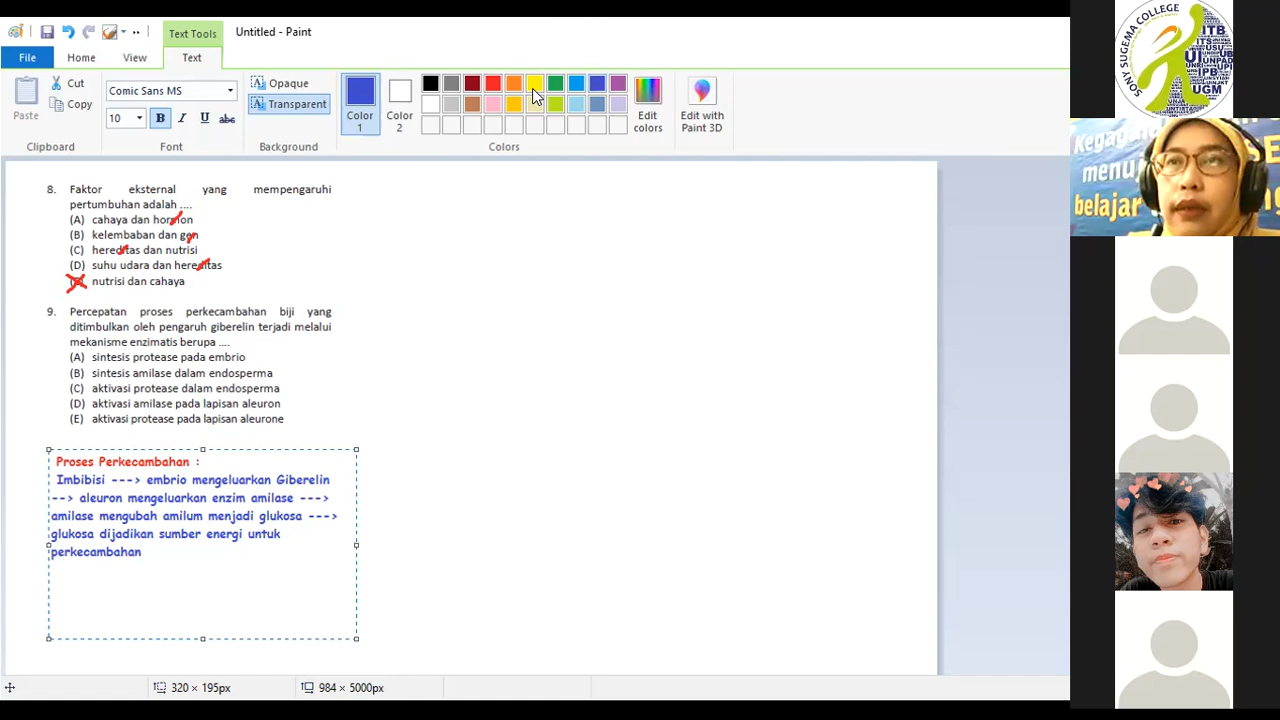 Text Tools
Untitled - Paint
File
Home
View
Text
Cut
Copy
Paste
Clipboard
Comic Sans MS
10
B I U abc
Font
Opaque
Transparent
Background
Color 1
Color 2
Edit colors
Colors
Edit with Paint 3D
8. Faktor eksternal yang mempengaruhi
pertumbuhan adalah ....
(A) cahaya dan hormon
(B) kelembaban dan gen
(C) hereditas dan nutrisi
(D) suhu udara dan hereditas
nutrisi dan cahaya
9. Percepatan proses perkecambahan biji yang
ditimbulkan oleh pengaruh giberelin terjadi melalui
mekanisme enzimatis berupa ....
(A) sintesis protease pada embrio
(B) sintesis amilase dalam endosperma
(C) aktivasi protease dalam endosperma
(D) aktivasi amilase pada lapisan aleuron
(E) aktivasi protease pada lapisan aleurone
Proses Perkecambahan :
Imbibisi ---> embrio mengeluarkan Giberelin
--> aleuron mengeluarkan enzim amilase --->
amilase mengubah amilum menjadi glukosa --->
glukosa dijadikan sumber energi untuk
perkecambahan
320 × 195px
984 × 5000px
SONY SUGEMA COLLEGE
ITB
UI
IPB
UGM
menuj
belajar